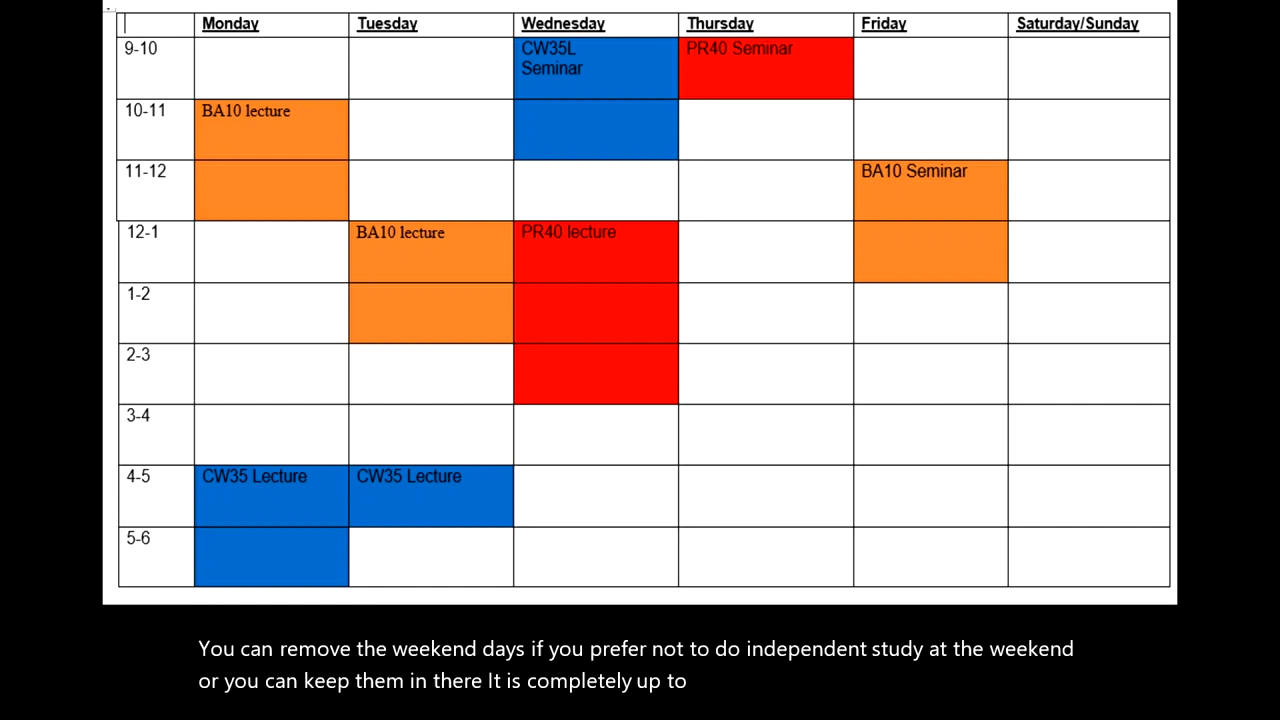 Monday Tuesday Wednesday Thursday Friday Saturday/Sunday
9-10 CW35L PR40 Seminar
Seminar
10-11 BA10 lecture
11-12 BA10 Seminar
12-1 BA10 lecture PR40 lecture
1-2
2-3
3-4
4-5 CW35 Lecture CW35 Lecture
5-6
You can remove the weekend days if you prefer not to do independent study at the weekend
or you can keep them in there It is completely up to